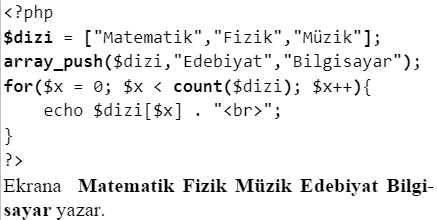 <?php
$dizi = ["Matematik","Fizik","Müzik"];
array_push($dizi,"Edebiyat","Bilgisayar");
for($x = 0; $x < count($dizi); $x++){
    echo $dizi[$x] . "<br>";
}
?>
Ekrana Matematik Fizik Müzik Edebiyat Bilgi-
sayar yazar.